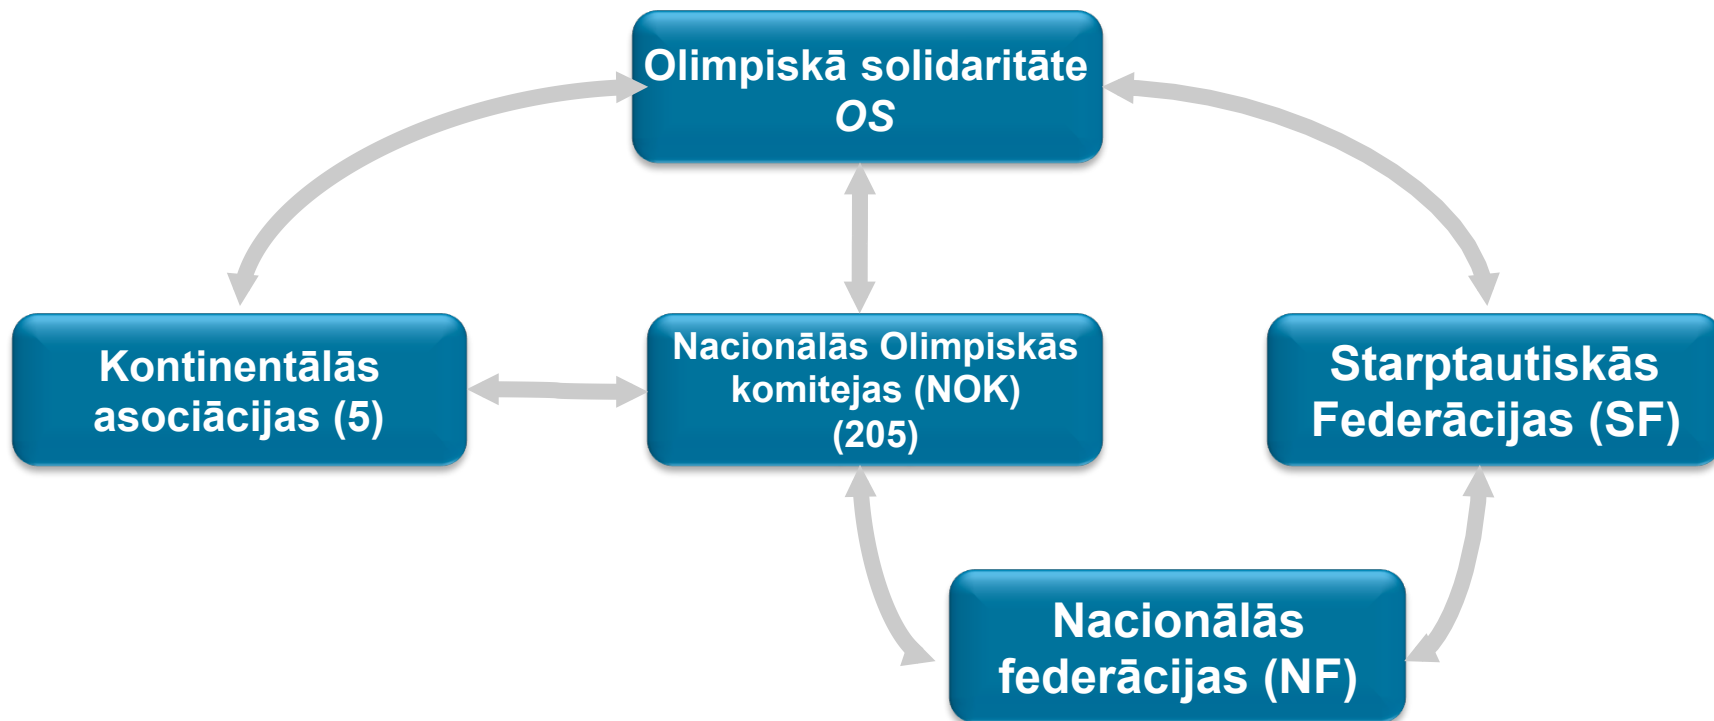 Olimpiskā solidaritāte
OS
Kontinentālās
asociācijas (5)
Nacionālās Olimpiskās
komitejas (NOK)
(205)
Starptautiskās
Federācijas (SF)
Nacionālās
federācijas (NF)